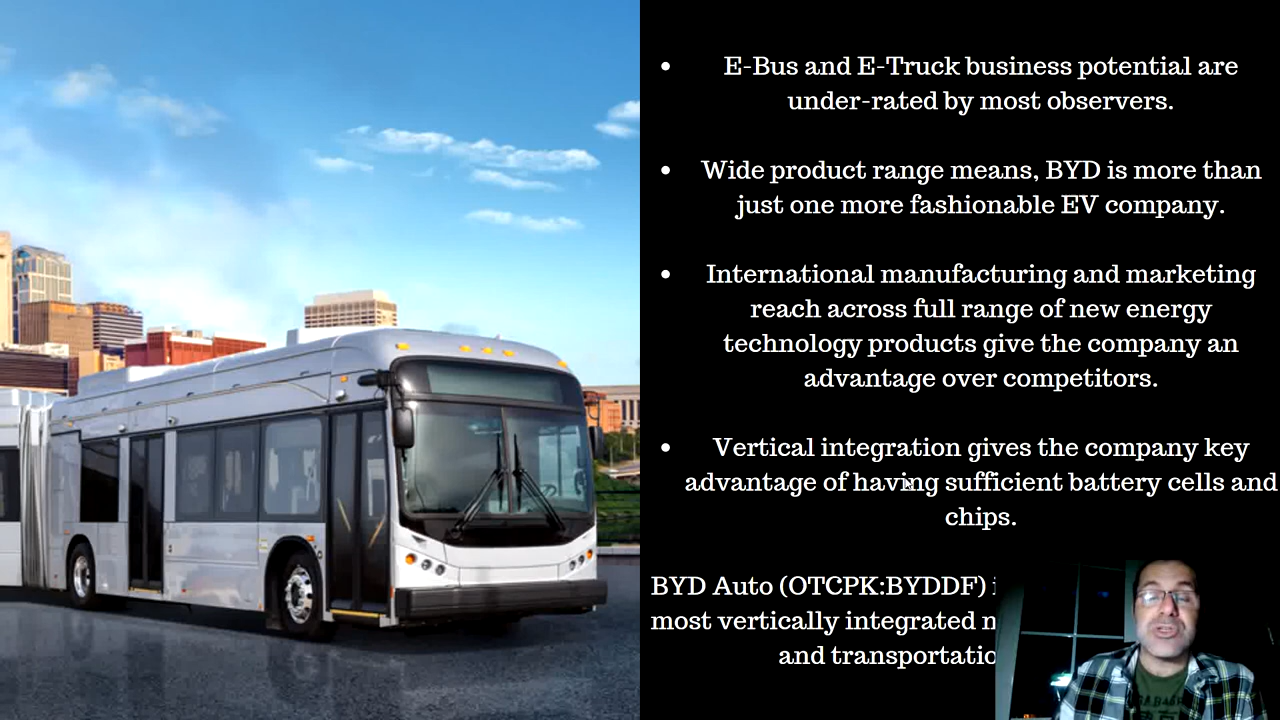 E-Bus and E-Truck business potential are
under-rated by most observers.
Wide product range means, BYD is more than
just one more fashionable EV company.
International manufacturing and marketing
reach across full range of new energy
technology products give the company an
advantage over competitors.
Vertical integration gives the company key
advantage of having sufficient battery cells and
chips.
BYD Auto (OTCPK:BYDDF)
most vertically integrated
and